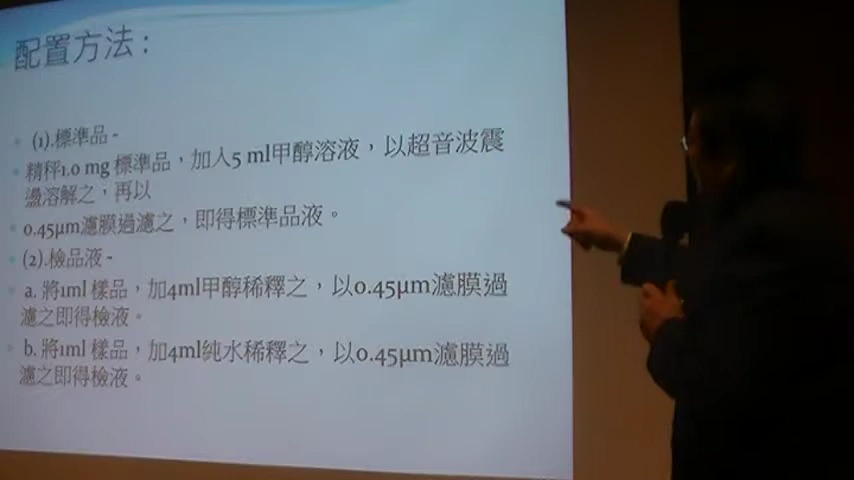 配置方法:
(1).標準品 -
精秤1.0 mg 標準品，加入5 ml甲醇溶液，以超音波震
盪溶解之，再以
0.45µm濾膜過濾之，即得標準品液。
(2).檢品液 -
a. 將1ml 樣品，加4ml甲醇稀釋之，以0.45µm濾膜過
濾之即得檢液。
b. 將1ml 樣品，加4ml純水稀釋之，以0.45µm濾膜過
濾之即得檢液。